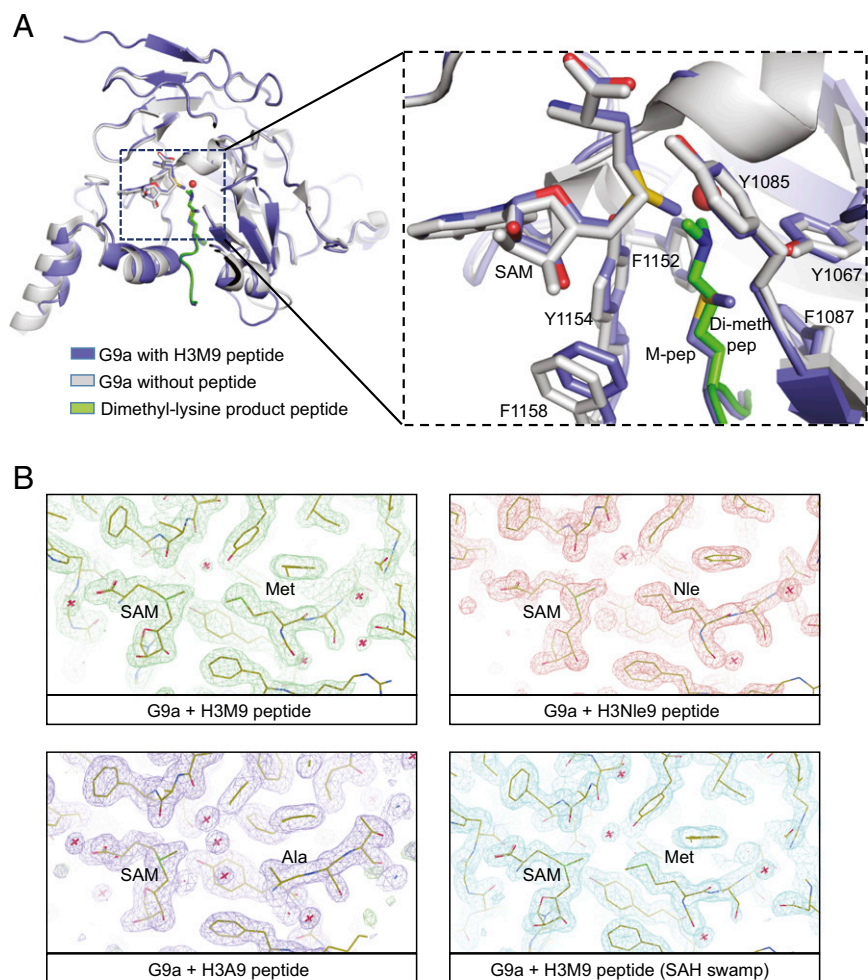 A
G9a with H3M9 peptide
G9a without peptide
Dimethyl-lysine product peptide
SAM
Y1154
F1158
F1152
M-pep
Di-meth
pep
Y1085
Y1067
F1087
B
SAM
Met
G9a + H3M9 peptide
SAM
Nle
G9a + H3Nle9 peptide
SAM
Ala
G9a + H3A9 peptide
SAM
Met
G9a + H3M9 peptide (SAH swamp)